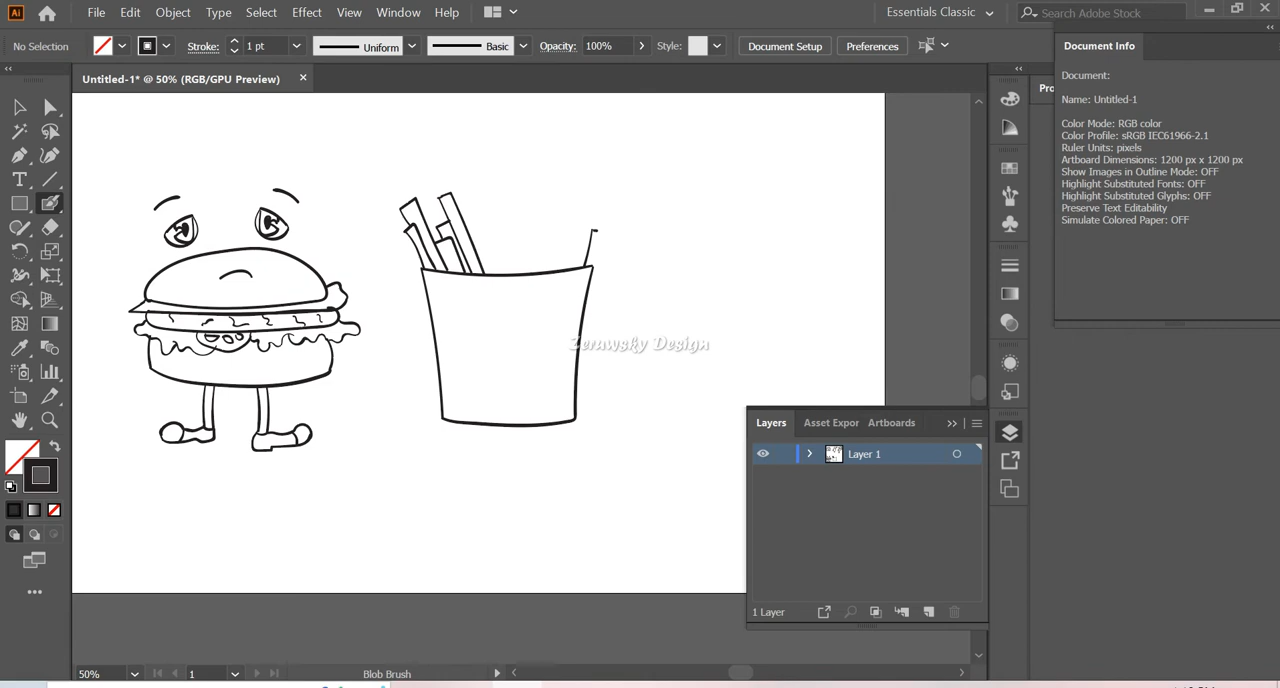 Ai File Edit Object Type Select Effect View Window Help Essentials Classic Search Adobe Stock
No Selection Stroke: 1 pt Uniform Basic Opacity: 100% Style: Document Setup Preferences
Untitled-1* @ 50% (RGB/GPU Preview)
Pro
Document Info
Document:
Name: Untitled-1
Color Mode: RGB color
Color Profile: sRGB IEC61966-2.1
Ruler Units: pixels
Artboard Dimensions: 1200 px x 1200 px
Show Images in Outline Mode: OFF
Highlight Substituted Fonts: OFF
Highlight Substituted Glyphs: OFF
Preserve Text Editability
Simulate Colored Paper: OFF
Zerawsky Design
Layers Asset Expor Artboards
Layer 1
1 Layer
50% 1 Blob Brush